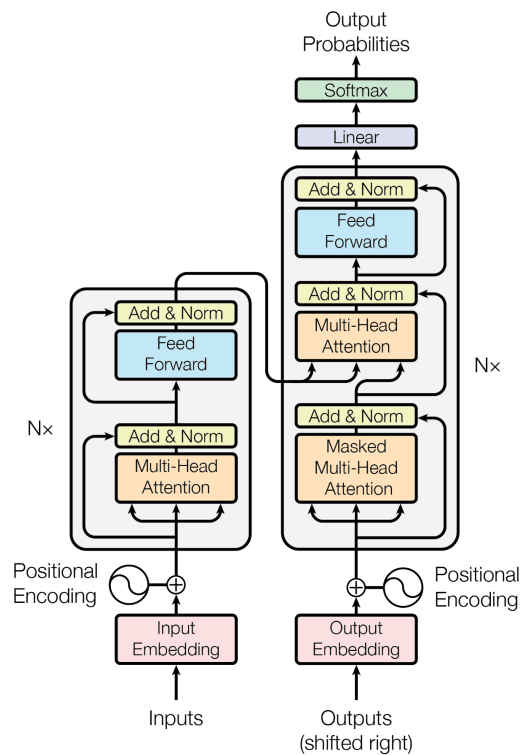 Output
Probabilities
Softmax
Linear
Add & Norm
Feed
Forward
Add & Norm
Multi-Head
Attention
Add & Norm
Masked
Multi-Head
Attention
N×
Add & Norm
Feed
Forward
Add & Norm
Multi-Head
Attention
N×
Positional
Encoding
Positional
Encoding
Input
Embedding
Output
Embedding
Inputs
Outputs
(shifted right)